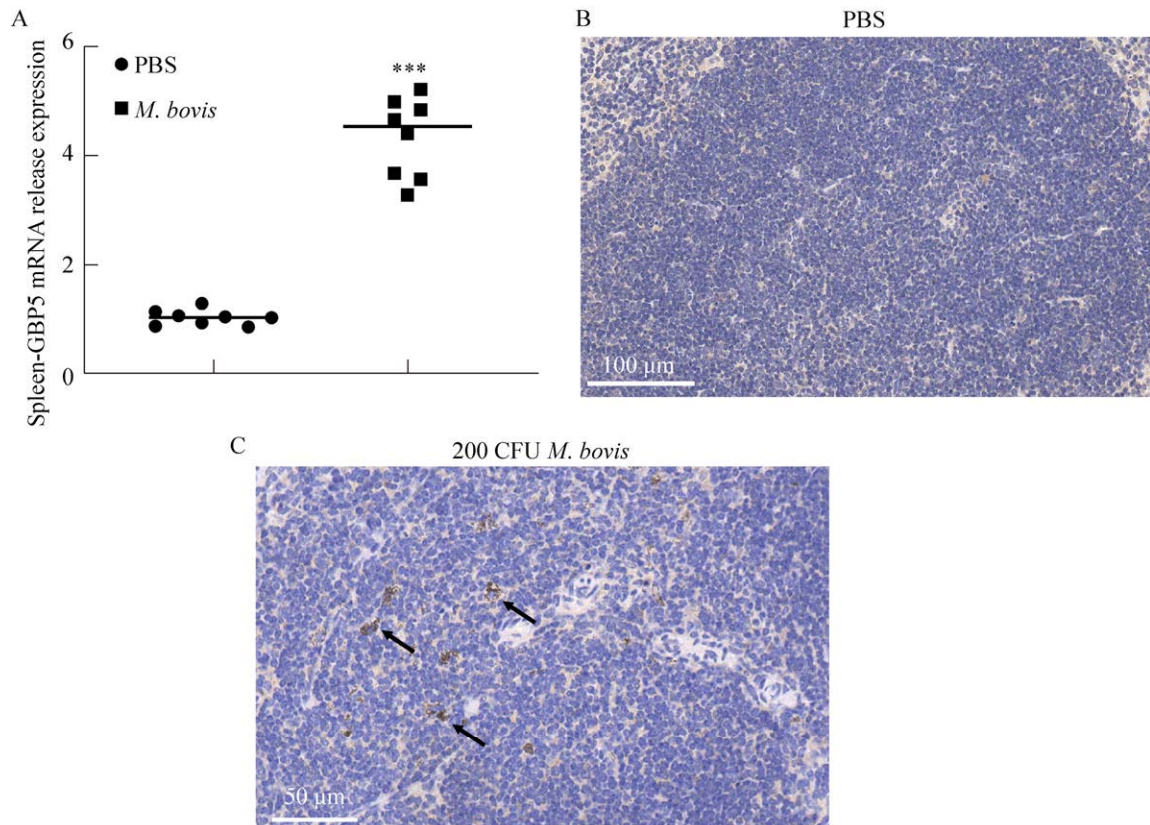 A
Spleen-GBP5 mRNA release expression
6
4
2
0
PBS
M. bovis
***
B
PBS
100 μm
C
200 CFU M. bovis
50 μm